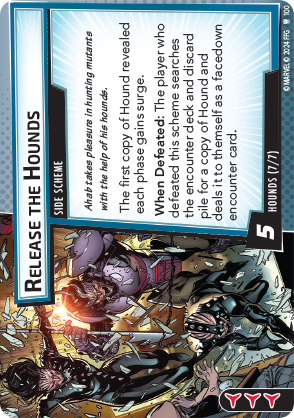 RELEASE THE HOUNDS
SIDE SCHEME
Ahab takes pleasure in hunting mutants
with the help of his hounds.
The first copy of Hound revealed
each phase gains surge.
When Defeated: The player who
defeated this scheme searches
the encounter deck and discard
pile for a copy of Hound and
deals it to themself as a facedown
encounter card.
5
HOUNDS (7/7)
© MARVEL © 2024 FFG 100